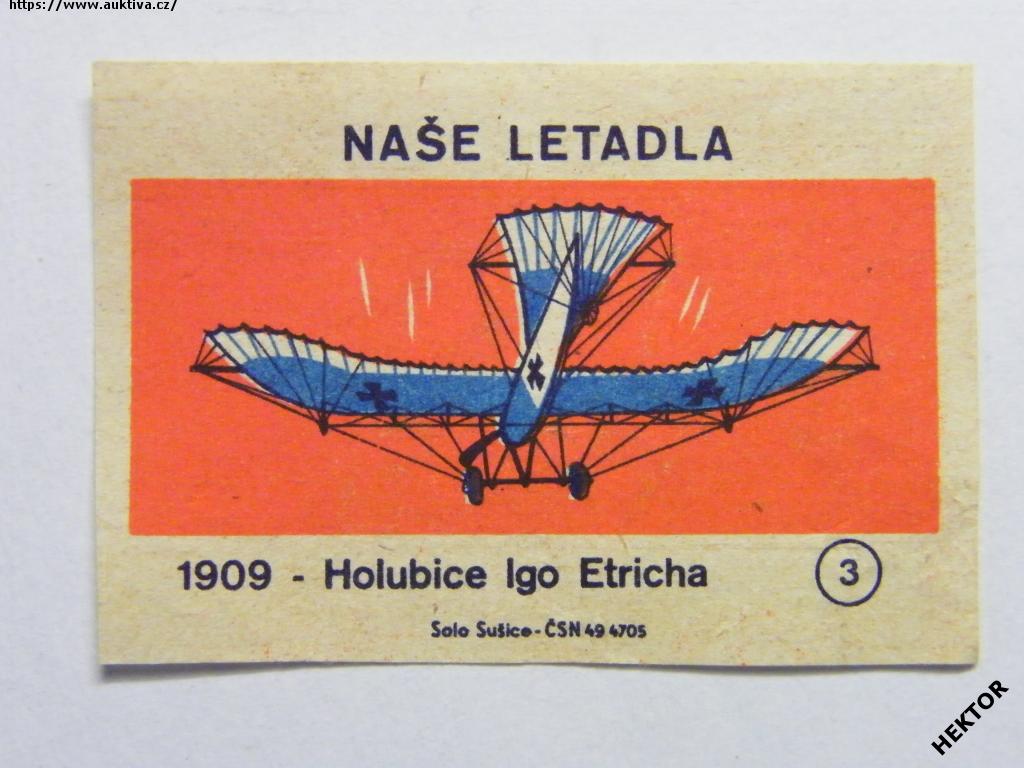 https://www.auktiva.cz/
NAŠE LETADLA
1909 - Holubice Igo Etricha
3
Solo Sušice - ČSN 49 4705
HEKTOR